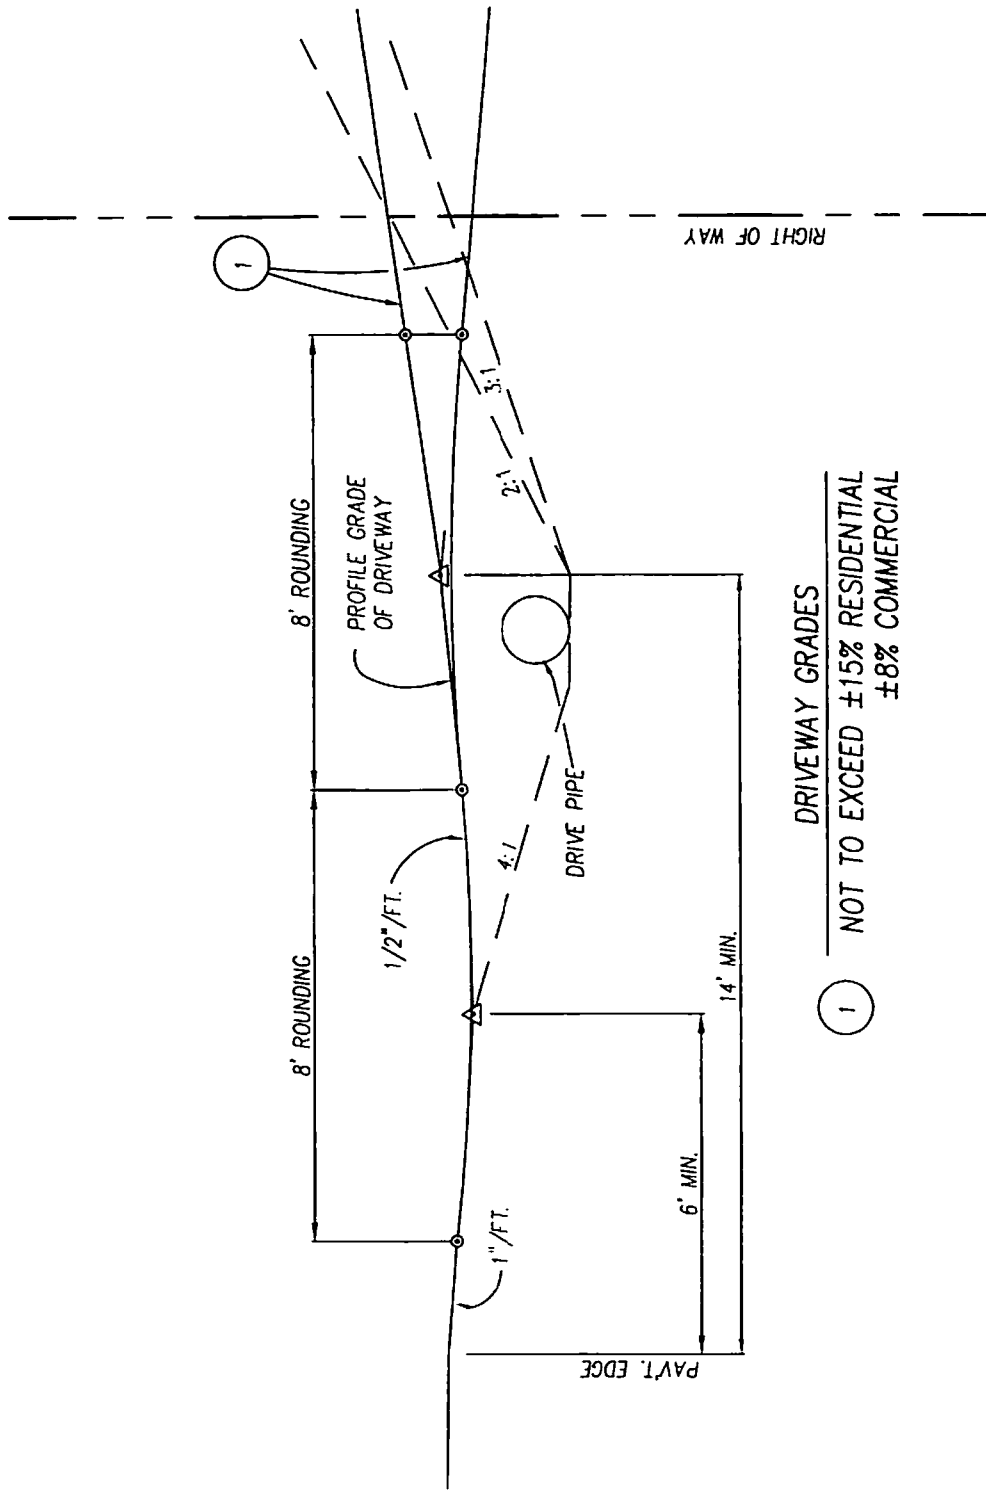 8' ROUNDING
8' ROUNDING
1
PROFILE GRADE
OF DRIVEWAY
1/2"/FT.
1"/FT.
4:1
2:1
3:1
DRIVE PIPE
PAV'T. EDGE
RIGHT OF WAY
6' MIN.
14' MIN.
DRIVEWAY GRADES
1 NOT TO EXCEED ±15% RESIDENTIAL
±8% COMMERCIAL